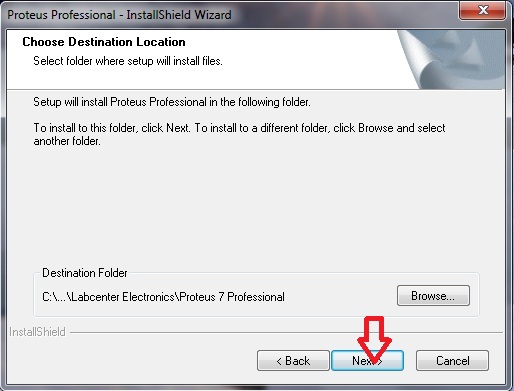 Proteus Professional - InstallShield Wizard
Choose Destination Location
Select folder where setup will install files.
Setup will install Proteus Professional in the following folder.
To install to this folder, click Next. To install to a different folder, click Browse and select
another folder.
Destination Folder
C:\...\Labcenter Electronics\Proteus 7 Professional
Browse...
InstallShield
< Back
Next >
Cancel